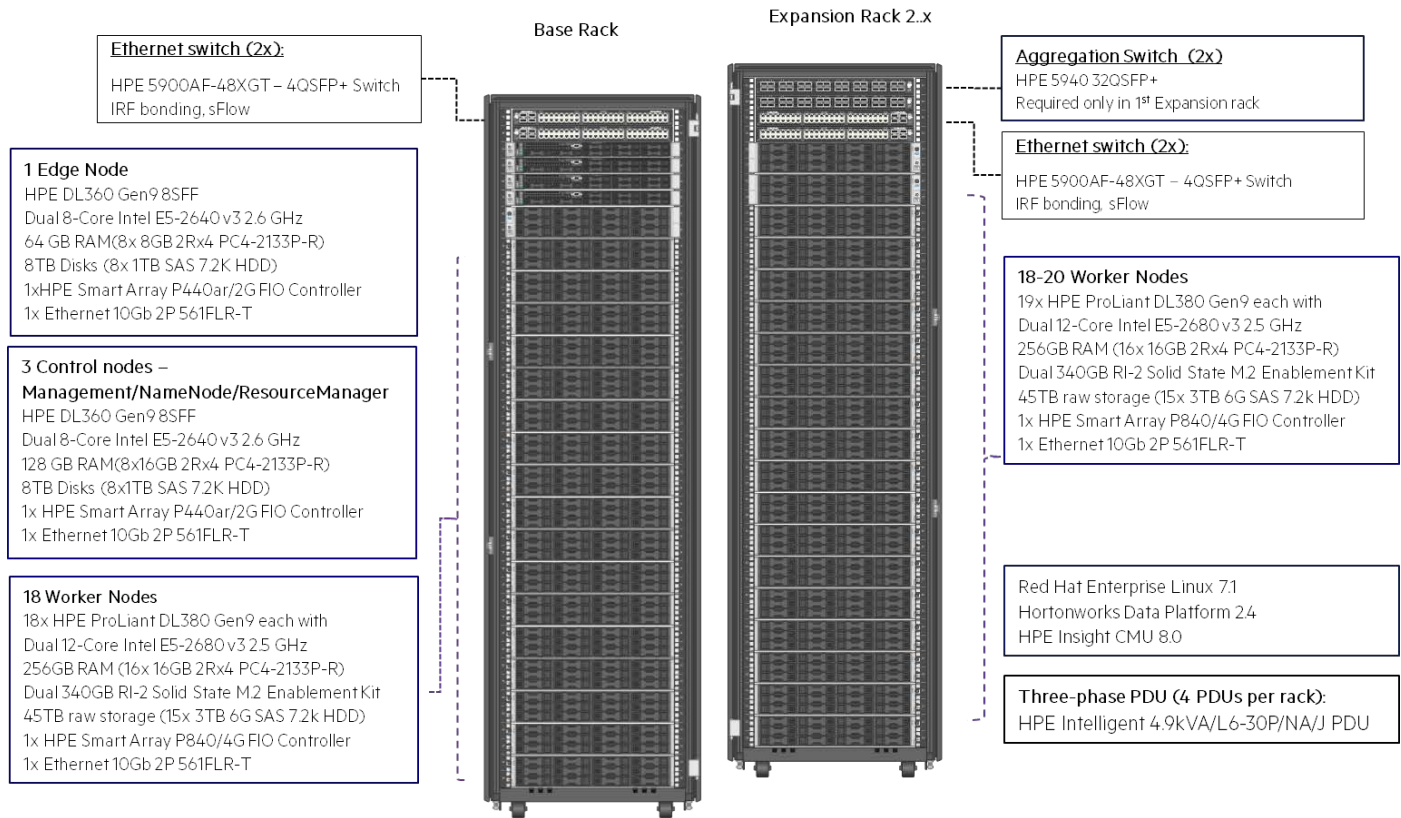 Base Rack
Expansion Rack 2..x
Ethernet switch (2x):
HPE 5900AF-48XGT – 4QSFP+ Switch
IRF bonding, sFlow
1 Edge Node
HPE DL360 Gen9 8SFF
Dual 8-Core Intel E5-2640 v3 2.6 GHz
64 GB RAM(8x 8GB 2Rx4 PC4-2133P-R)
8TB Disks (8x 1TB SAS 7.2K HDD)
1xHPE Smart Array P440ar/2G FIO Controller
1x Ethernet 10Gb 2P 561FLR-T
3 Control nodes –
Management/NameNode/ResourceManager
HPE DL360 Gen9 8SFF
Dual 8-Core Intel E5-2640 v3 2.6 GHz
128 GB RAM(8x16GB 2Rx4 PC4-2133P-R)
8TB Disks (8x1TB SAS 7.2K HDD)
1x HPE Smart Array P440ar/2G FIO Controller
1x Ethernet 10Gb 2P 561FLR-T
18 Worker Nodes
18x HPE ProLiant DL380 Gen9 each with
Dual 12-Core Intel E5-2680 v3 2.5 GHz
256GB RAM (16x 16GB 2Rx4 PC4-2133P-R)
Dual 340GB RI-2 Solid State M.2 Enablement Kit
45TB raw storage (15x 3TB 6G SAS 7.2k HDD)
1x HPE Smart Array P840/4G FIO Controller
1x Ethernet 10Gb 2P 561FLR-T
Aggregation Switch (2x)
HPE 5940 32QSFP+
Required only in 1st Expansion rack
Ethernet switch (2x):
HPE 5900AF-48XGT – 4QSFP+ Switch
IRF bonding, sFlow
18-20 Worker Nodes
19x HPE ProLiant DL380 Gen9 each with
Dual 12-Core Intel E5-2680 v3 2.5 GHz
256GB RAM (16x 16GB 2Rx4 PC4-2133P-R)
Dual 340GB RI-2 Solid State M.2 Enablement Kit
45TB raw storage (15x 3TB 6G SAS 7.2k HDD)
1x HPE Smart Array P840/4G FIO Controller
1x Ethernet 10Gb 2P 561FLR-T
Red Hat Enterprise Linux 7.1
Hortonworks Data Platform 2.4
HPE Insight CMU 8.0
Three-phase PDU (4 PDUs per rack):
HPE Intelligent 4.9kVA/L6-30P/NA/J PDU